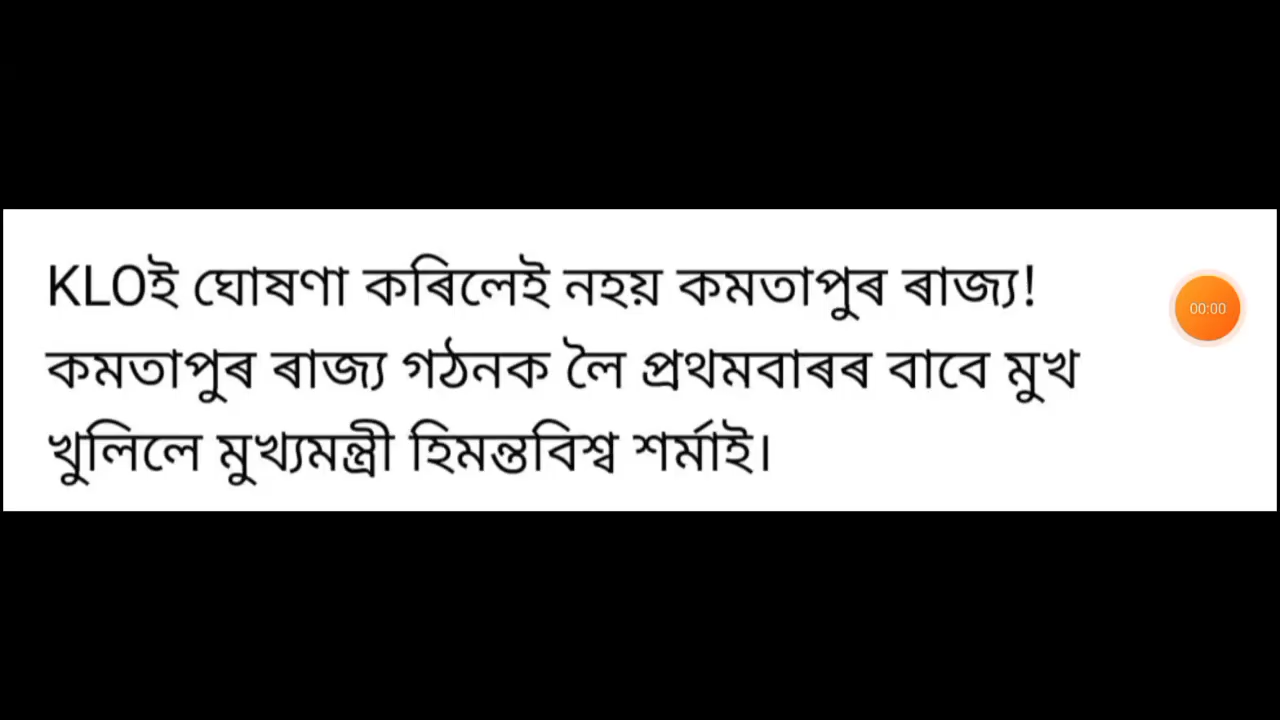 KLOই ঘোষণা কৰিলেই নহয় কমতাপুৰ ৰাজ্য!
কমতাপুৰ ৰাজ্য গঠনক লৈ প্ৰথমবাৰৰ বাবে মুখ
খুলিলে মুখ্যমন্ত্ৰী হিমন্তবিশ্ব শৰ্মাই।
00:00